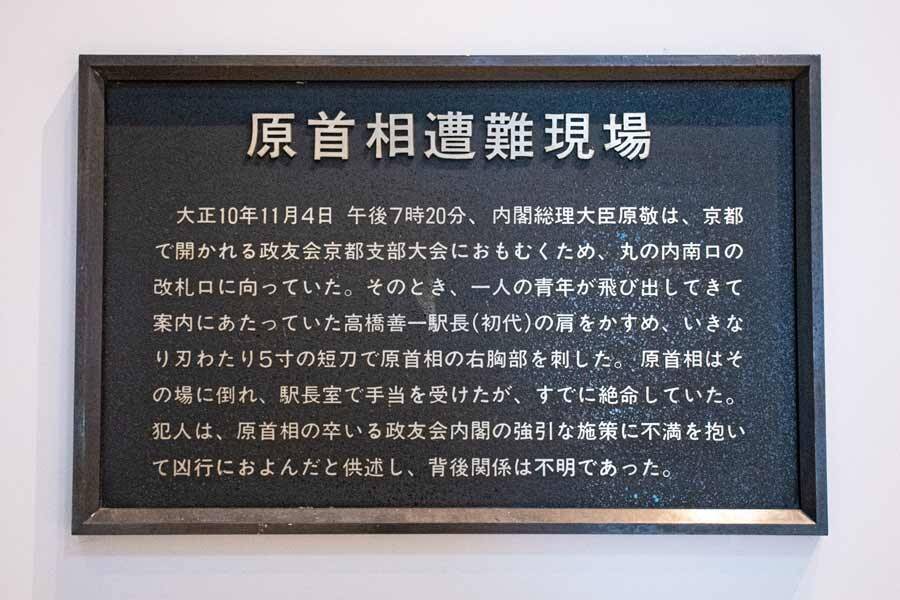 原首相遭難現場
大正10年11月4日 午後7時20分、内閣総理大臣原敬は、京都
で開かれる政友会京都支部大会におもむくため、丸の内南口の
改札口に向っていた。そのとき、一人の青年が飛び出してきて
案内にあたっていた高橋善一駅長(初代)の肩をかすめ、いきな
り刃わたり5寸の短刀で原首相の右胸部を刺した。原首相はそ
の場に倒れ、駅長室で手当を受けたが、すでに絶命していた。
犯人は、原首相の卒いる政友会内閣の強引な施策に不満を抱い
て凶行におよんだと供述し、背後関係は不明であった。